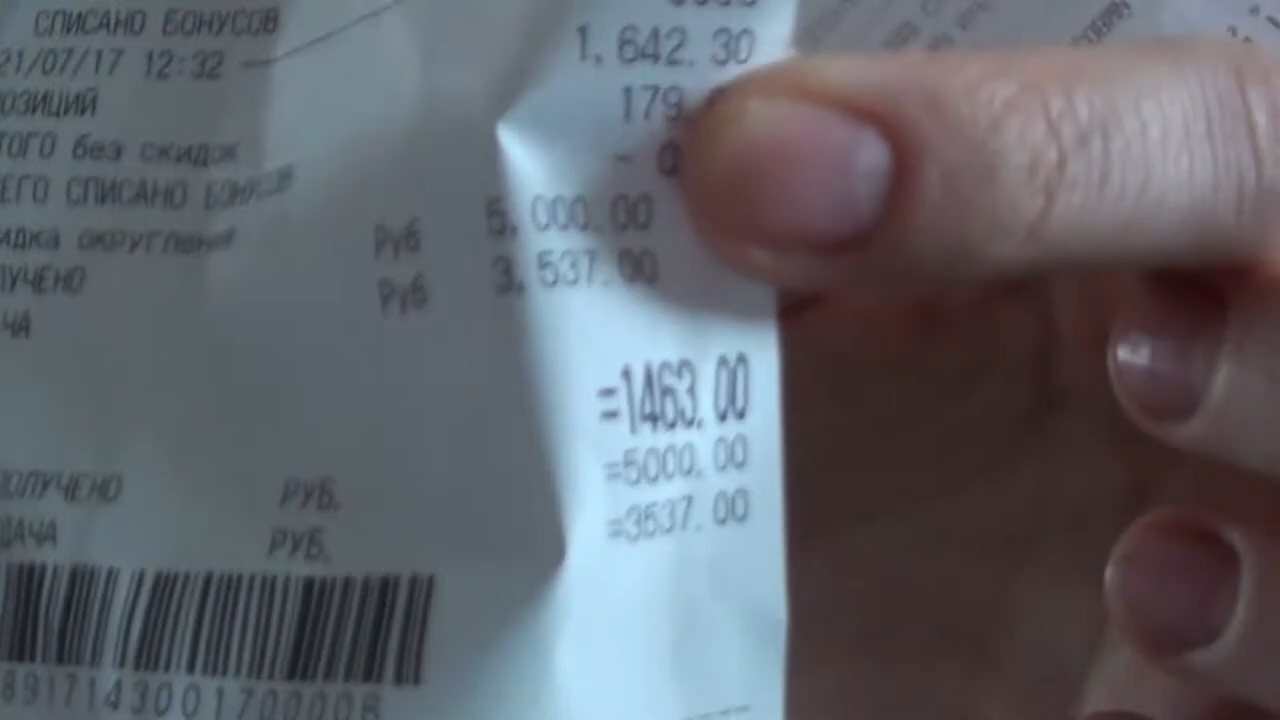 СПИСАНО БОНУСОВ
21/07/17 12:32
ОЗИЦИЙ 1,642.30
ТОГО без скидок 179.
ЕГО СПИСАНО БОНУСОВ - 0
идка округления
ЛУЧЕНО Руб 5,000.00
ЧА Руб 3,537.00
=1463.00
ПОЛУЧЕНО РУБ. =5000.00
ДАЧА РУБ. =3537.00